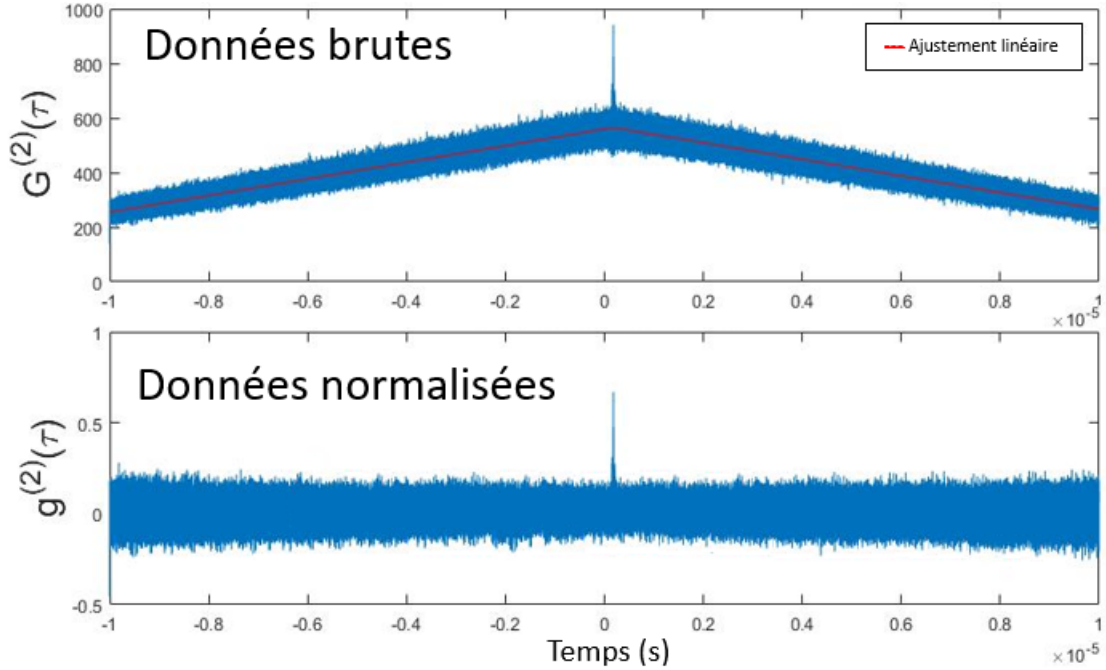 Données brutes
Ajustement linéaire
G⁽²⁾(τ)
1000
800
600
400
200
0
-1 -0.8 -0.6 -0.4 -0.2 0 0.2 0.4 0.6 0.8 1
×10⁻⁵
Données normalisées
g⁽²⁾(τ)
1
0.5
0
-0.5
-1 -0.8 -0.6 -0.4 -0.2 0 0.2 0.4 0.6 0.8 1
Temps (s)
×10⁻⁵